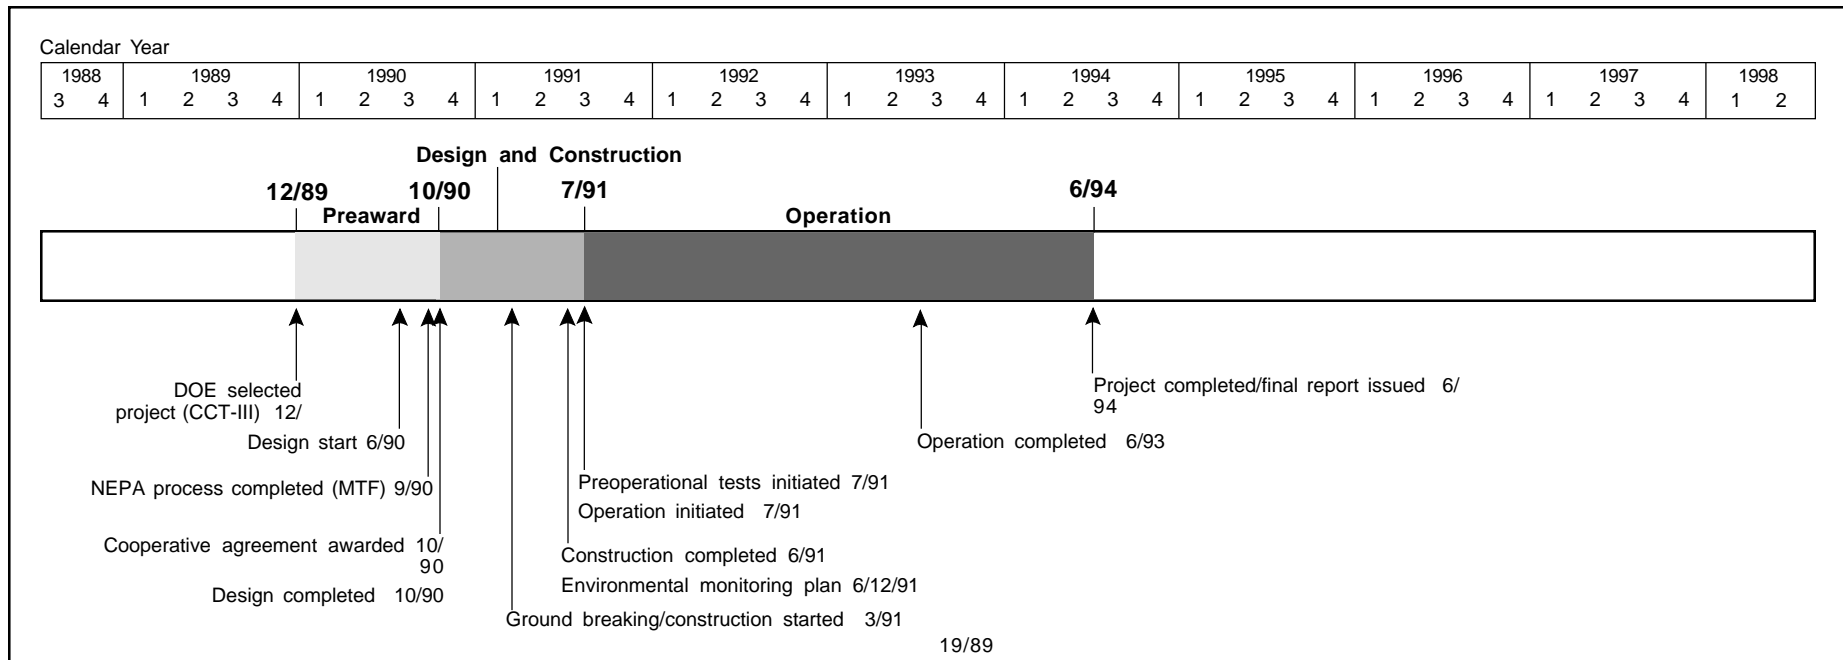 Calendar Year
1988 1989 1990 1991 1992 1993 1994 1995 1996 1997 1998
3 4 1 2 3 4 1 2 3 4 1 2 3 4 1 2 3 4 1 2 3 4 1 2 3 4 1 2 3 4 1 2 3 4 1 2 3 4 1 2
Design and Construction
12/89 10/90 7/91 6/94
Preaward Operation
DOE selected
project (CCT-III) 12/
Design start 6/90
NEPA process completed (MTF) 9/90
Cooperative agreement awarded 10/
90
Design completed 10/90
Project completed/final report issued 6/
94
Operation completed 6/93
Preoperational tests initiated 7/91
Operation initiated 7/91
Construction completed 6/91
Environmental monitoring plan 6/12/91
Ground breaking/construction started 3/91
19/89